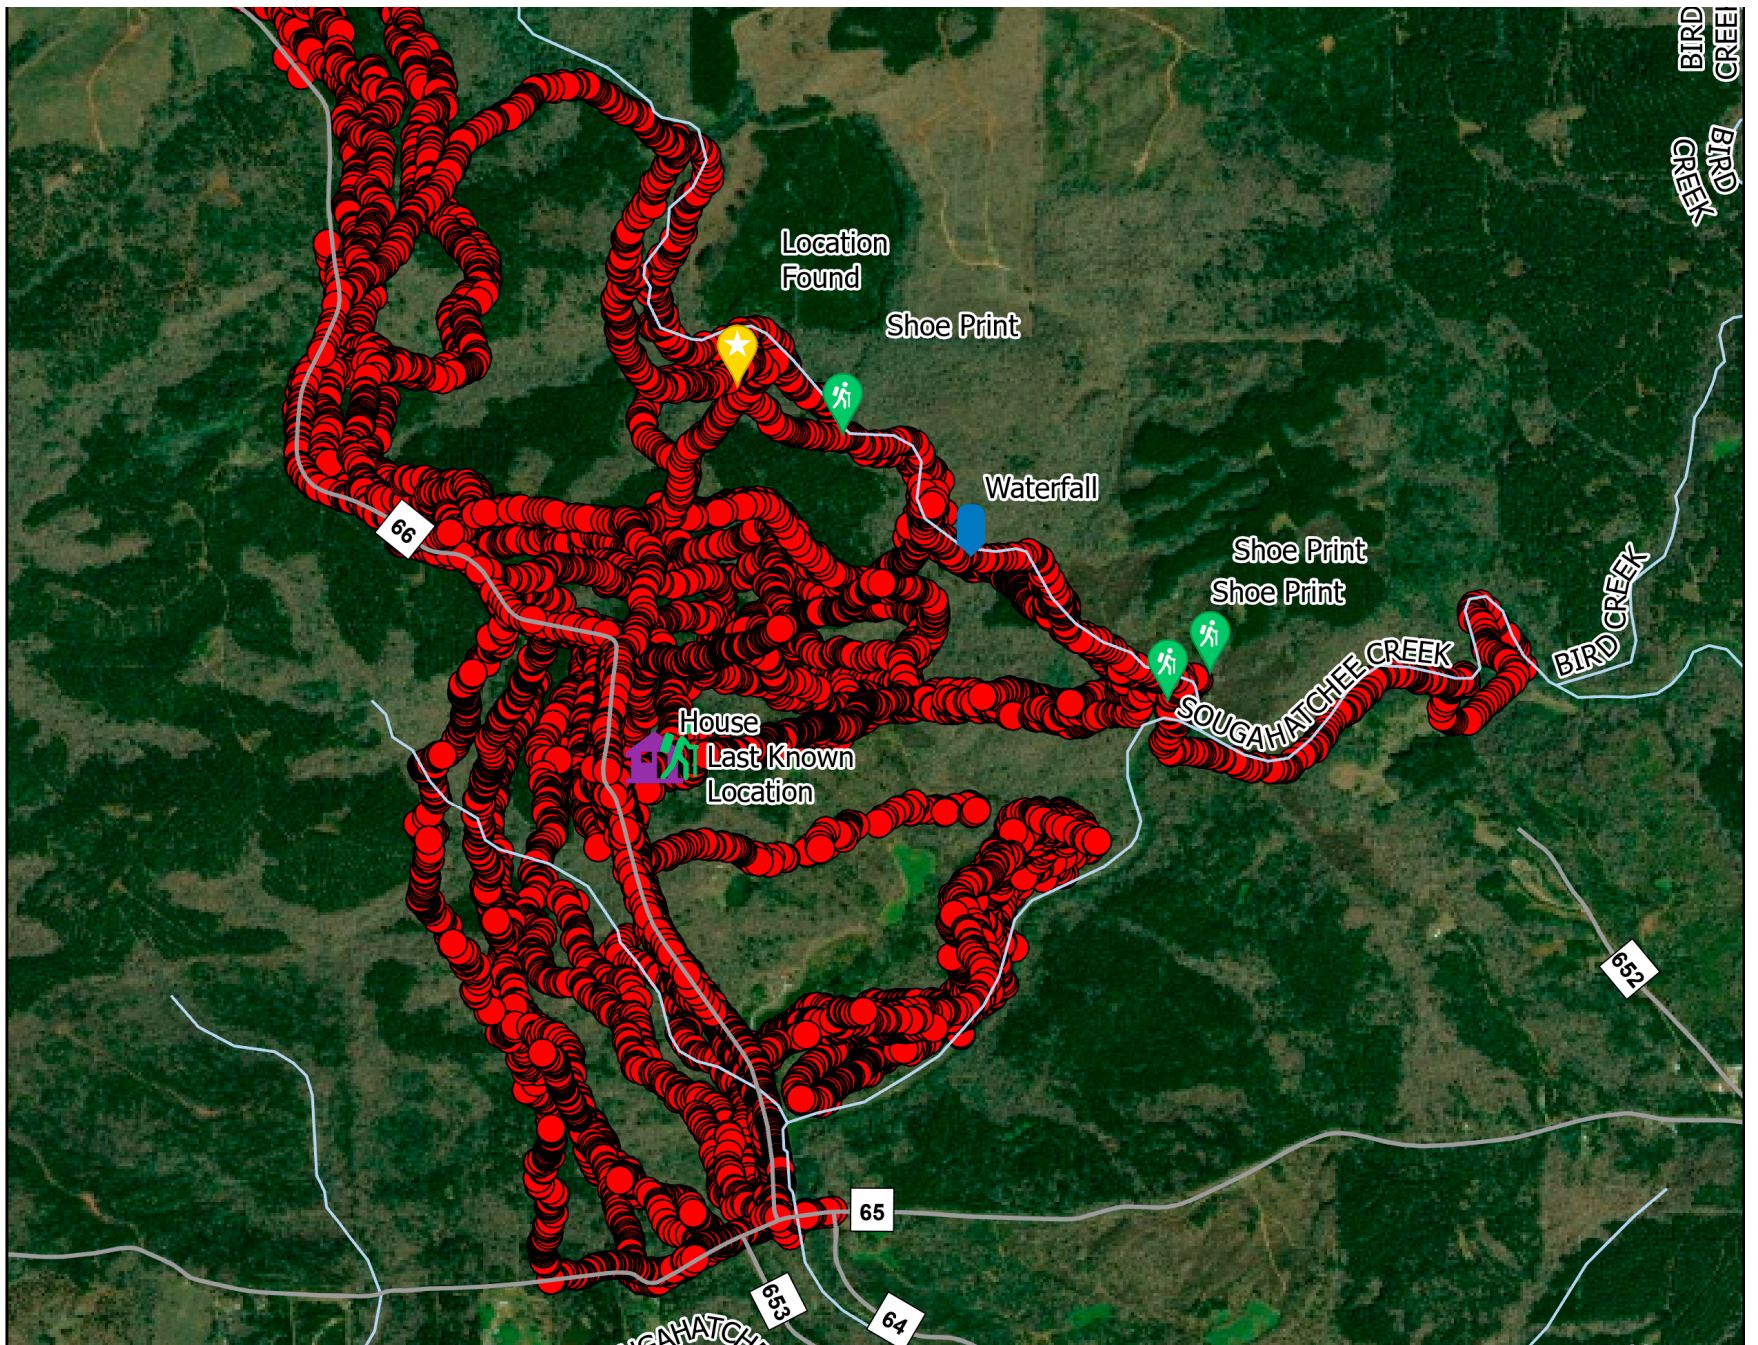 BIRD
CREEK
BIRD
CREEK
Location
Found
Shoe Print
Waterfall
66
Shoe Print
Shoe Print
BIRD CREEK
SOUGAHATCHEE CREEK
House
Last Known
Location
652
65
653
64